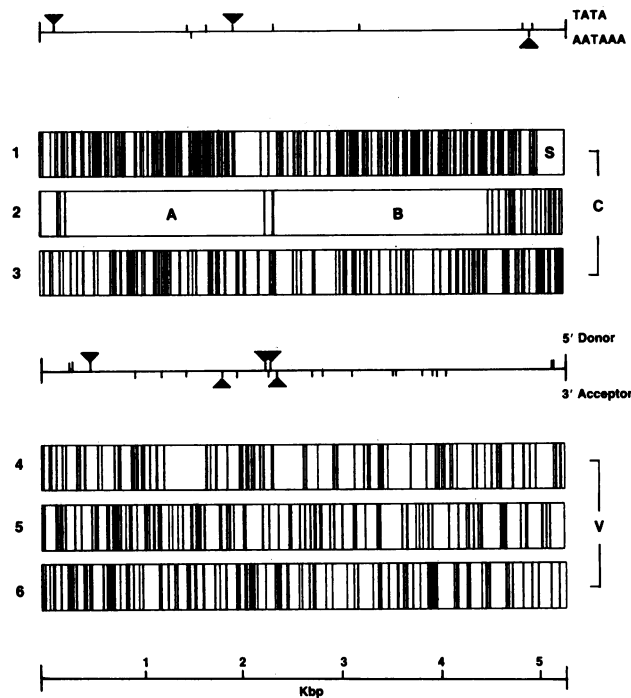 TATA
AATAAA
1
S
2
A
B
C
3
5' Donor
3' Acceptor
4
5
V
6
1 2 3 4 5
Kbp